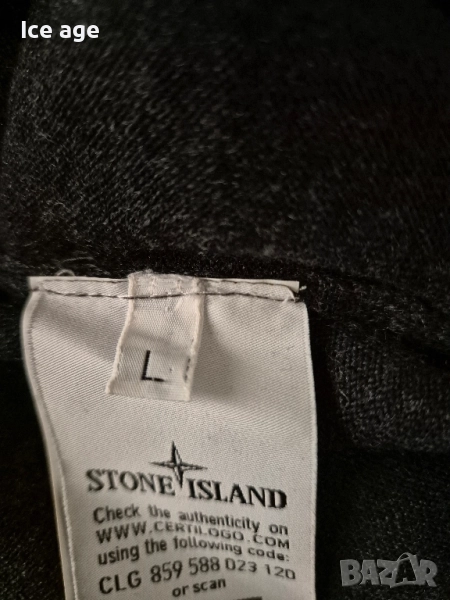 Ice age
L
STONE ISLAND
Check the authenticity on
WWW.CERTILOGO.COM
using the following code:
CLG 859 588 023 120
or scan
BAZAR